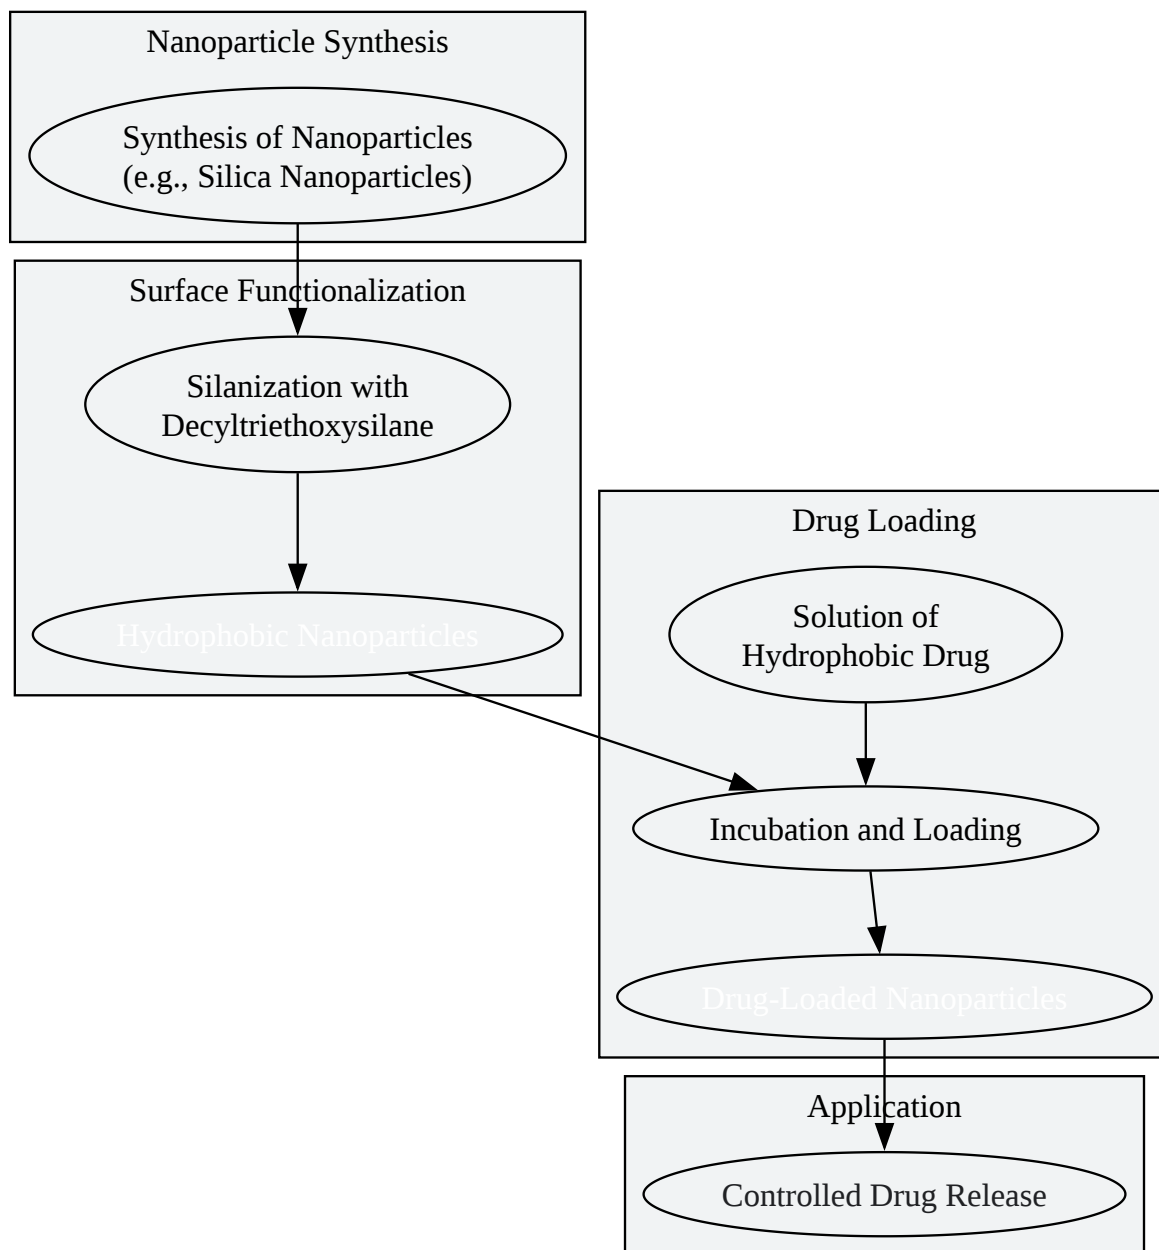 Nanoparticle Synthesis
Synthesis of Nanoparticles
(e.g., Silica Nanoparticles)
Surface Functionalization
Silanization with
Decyltriethoxysilane
Hydrophobic Nanoparticles
Drug Loading
Solution of
Hydrophobic Drug
Incubation and Loading
Drug-Loaded Nanoparticles
Application
Controlled Drug Release